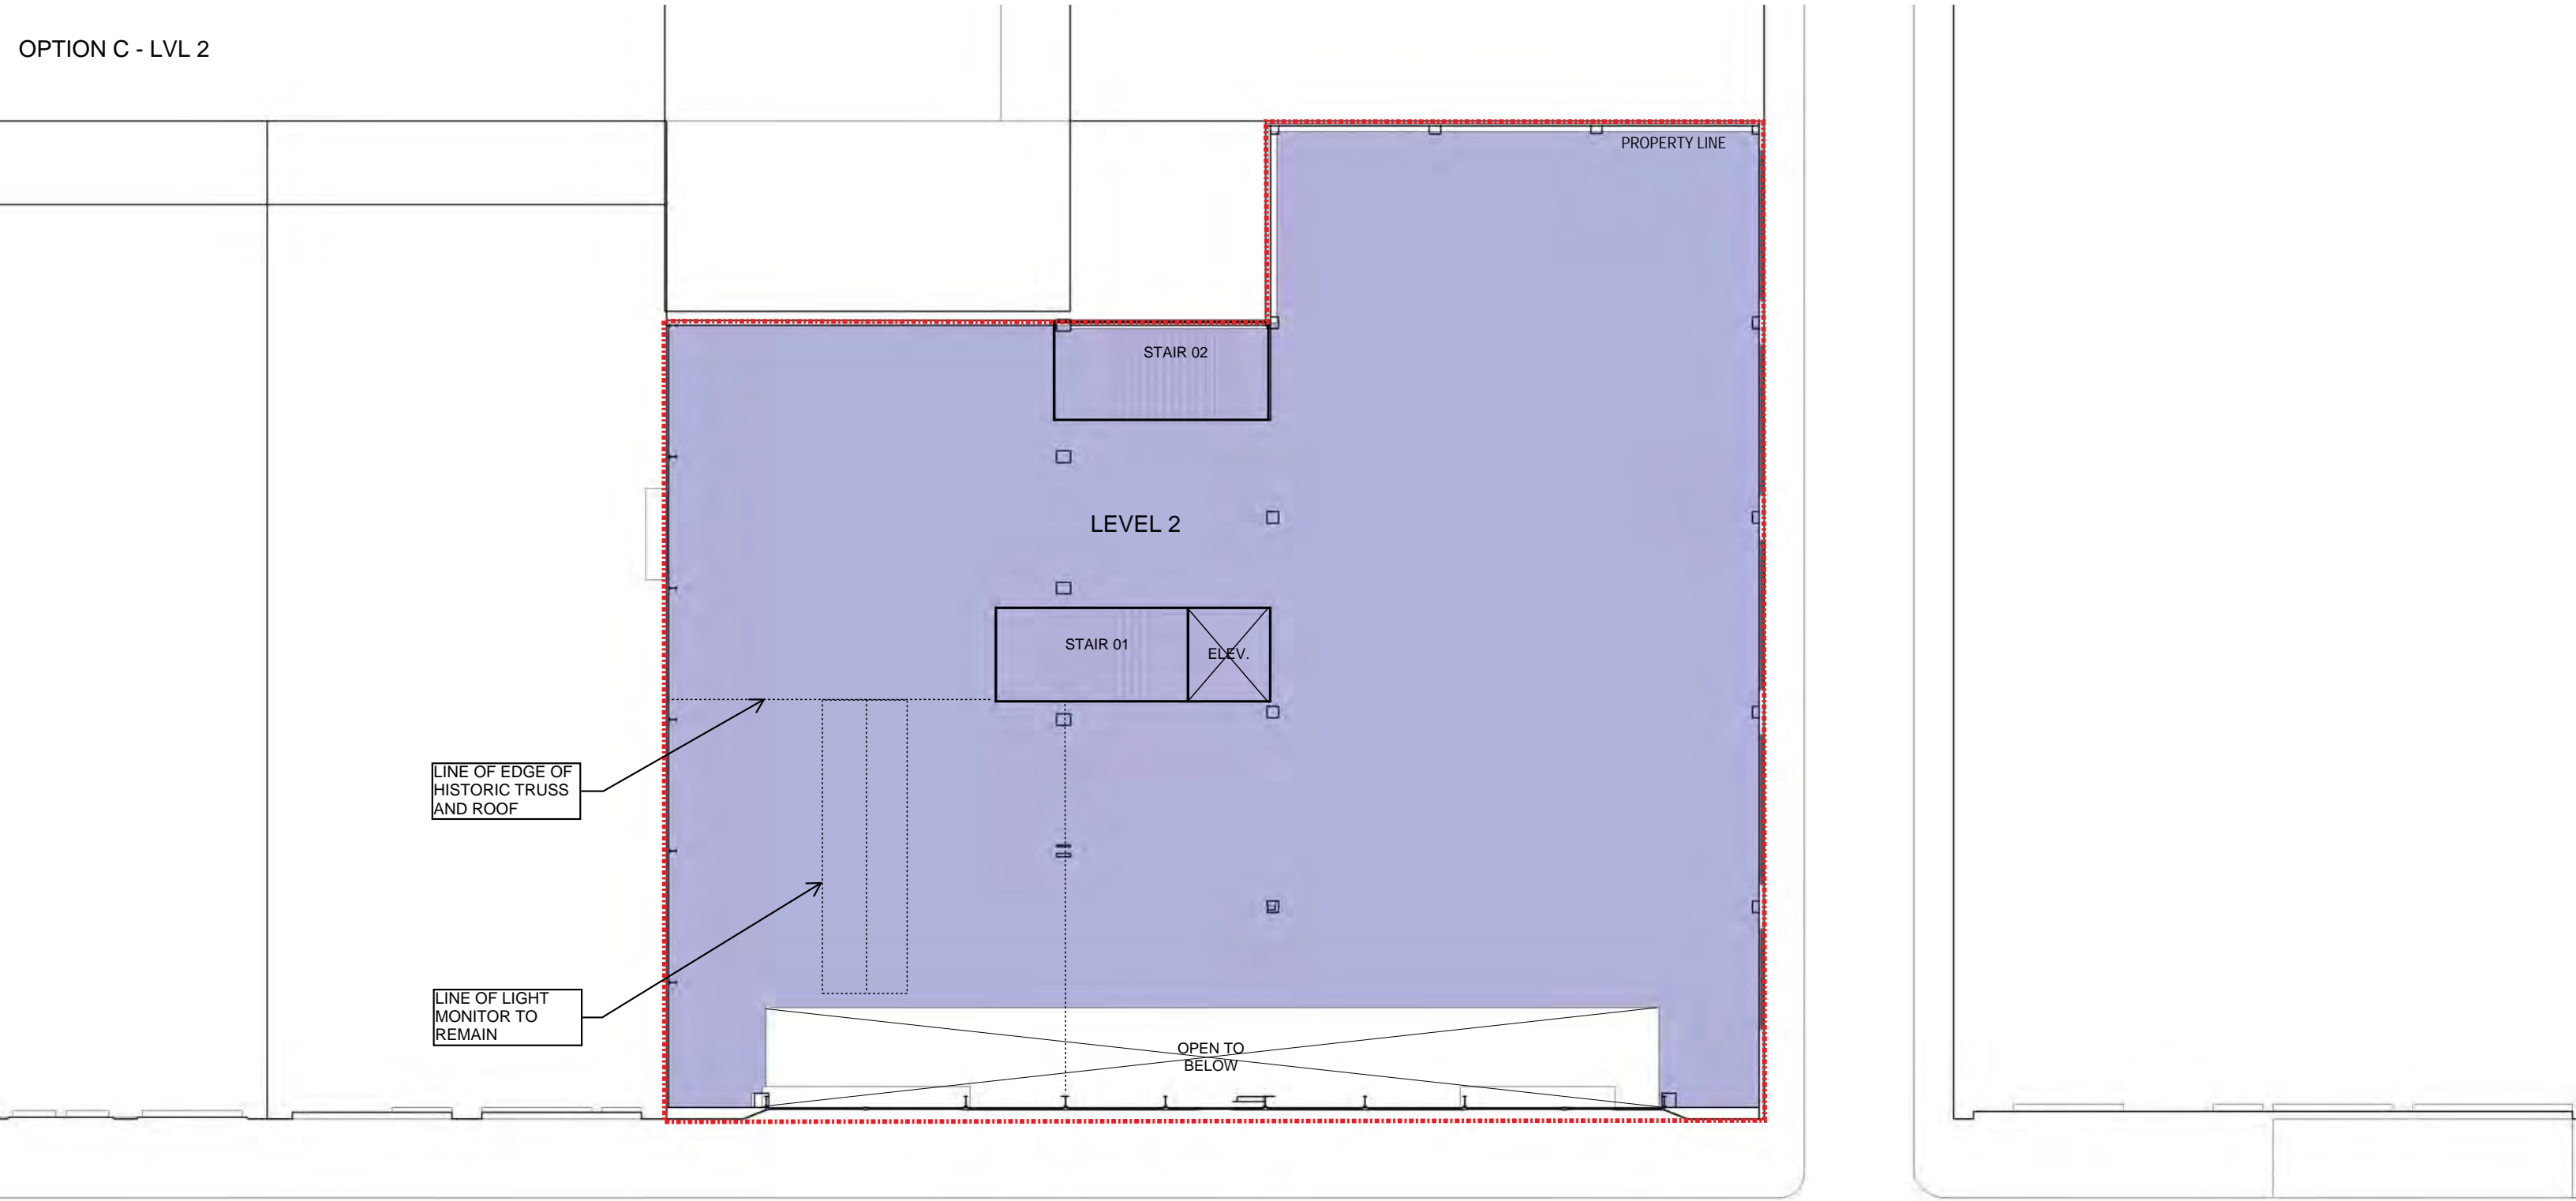 OPTION C - LVL 2
PROPERTY LINE
STAIR 02
LEVEL 2
STAIR 01
ELEV.
LINE OF EDGE OF
HISTORIC TRUSS
AND ROOF
LINE OF LIGHT
MONITOR TO
REMAIN
OPEN TO
BELOW